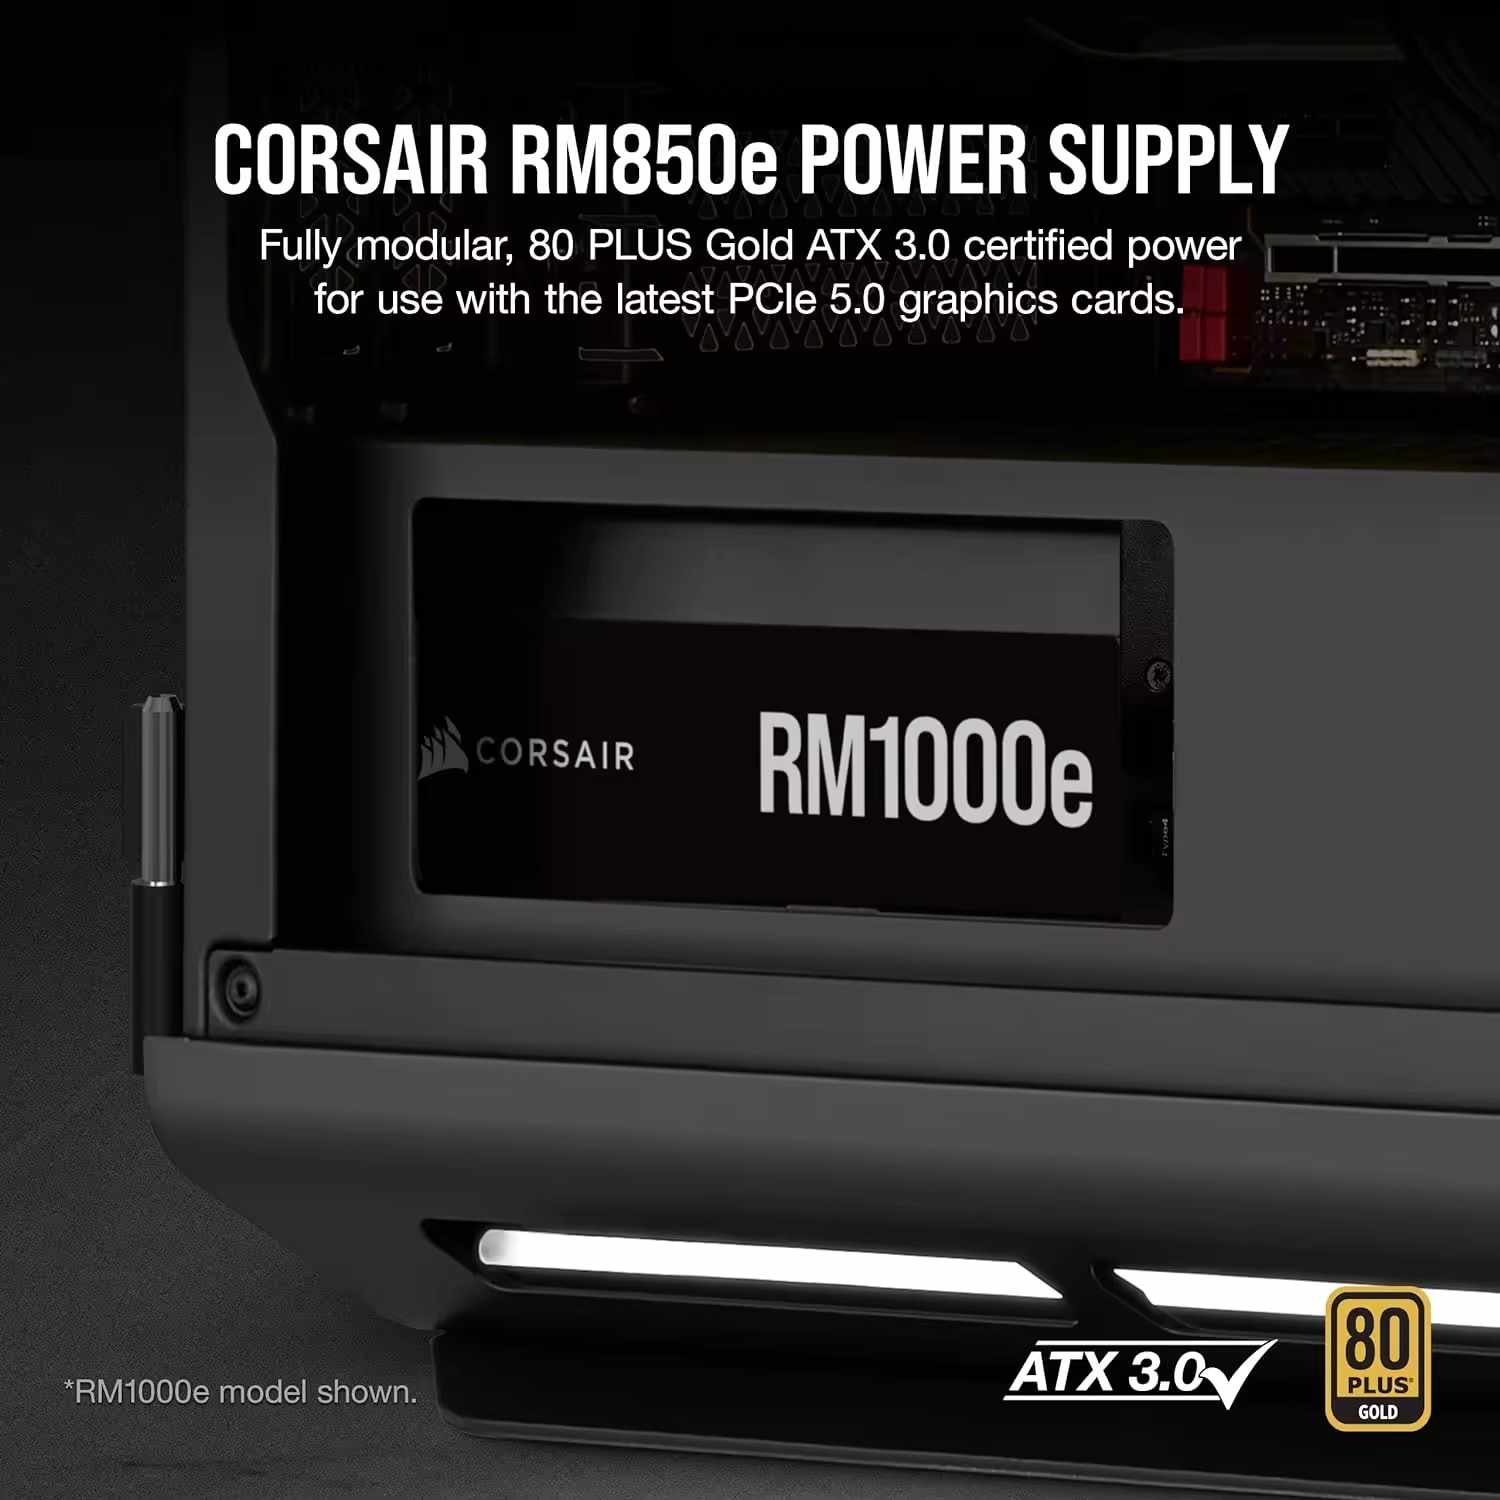 CORSAIR RM850e POWER SUPPLY
Fully modular, 80 PLUS Gold ATX 3.0 certified power
for use with the latest PCIe 5.0 graphics cards.
CORSAIR
RM1000e
ATX 3.0
80
PLUS
GOLD
*RM1000e model shown.